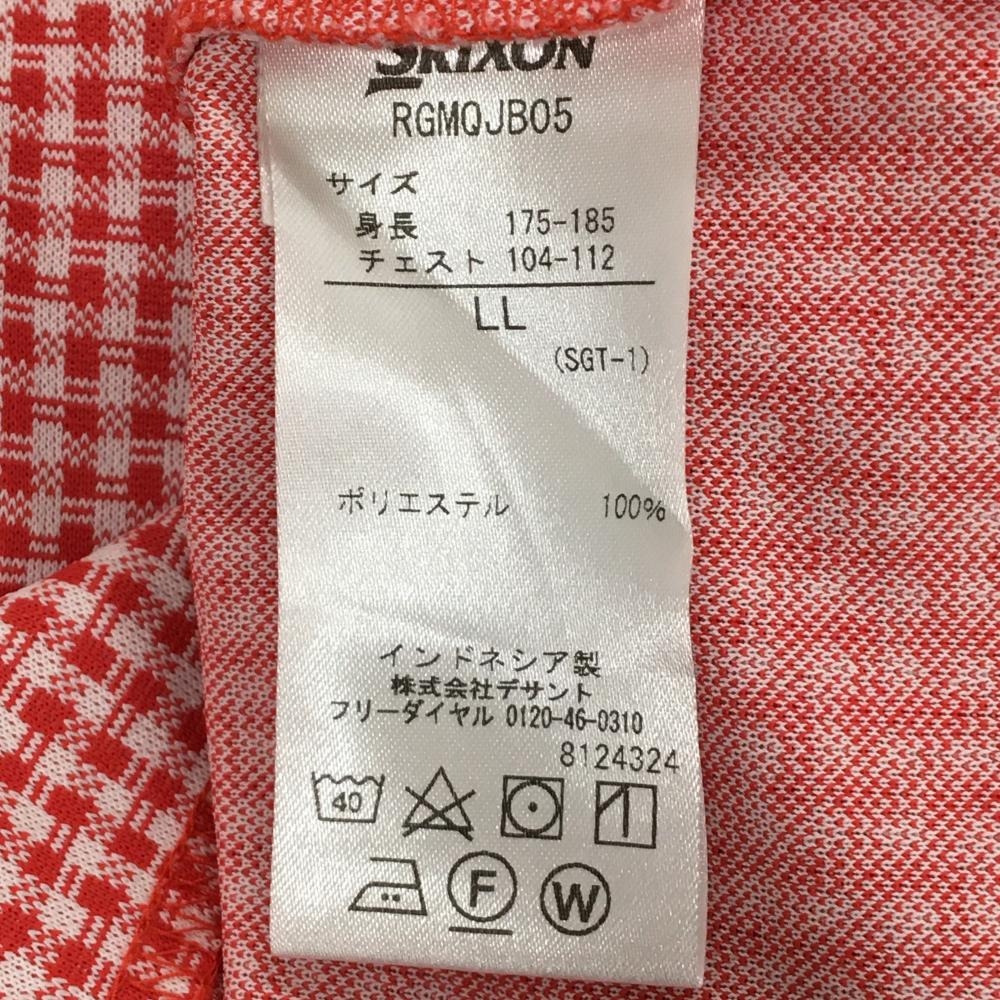 SRIXON
RGMQJB05
サイズ
身長 175-185
チェスト 104-112
LL
(SGT-1)
ポリエステル 100%
インドネシア製
株式会社デサント
フリーダイヤル 0120-46-0310
8124324
40
F
W